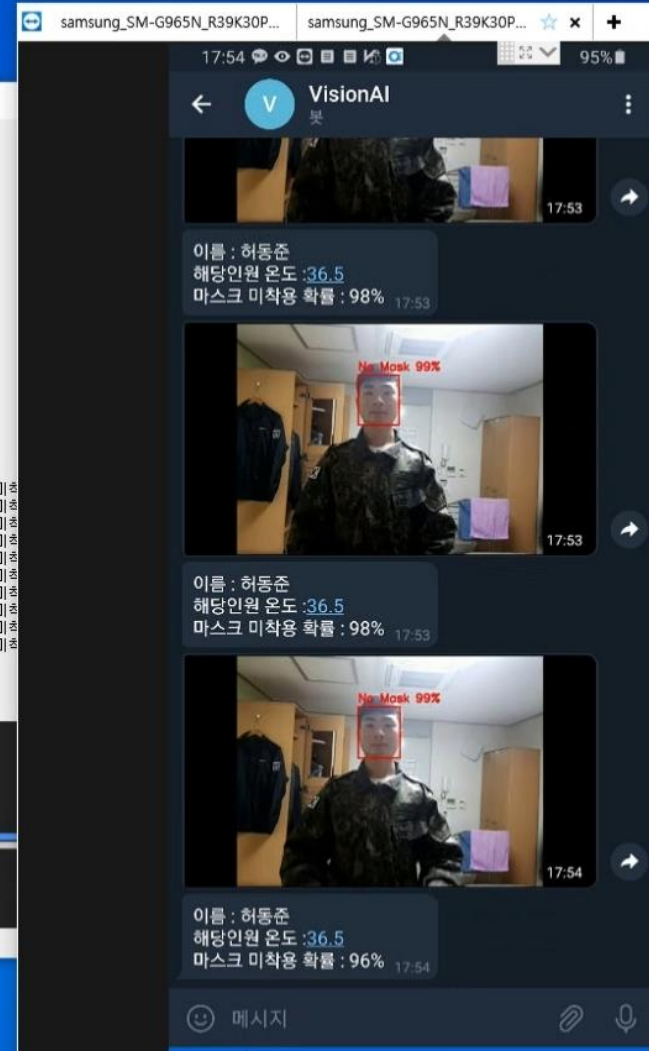 samsung_SM-G965N_R39K30P...
samsung_SM-G965N_R39K30P...
17:54
95%
V
VisionAI
봇
17:53
이름 : 허동준
해당인원 온도 :36.5
마스크 미착용 확률 : 98% 17:53
No Mask 99%
17:53
이름 : 허동준
해당인원 온도 :36.5
마스크 미착용 확률 : 98% 17:53
No Mask 99%
17:54
이름 : 허동준
해당인원 온도 :36.5
마스크 미착용 확률 : 96% 17:54
메시지